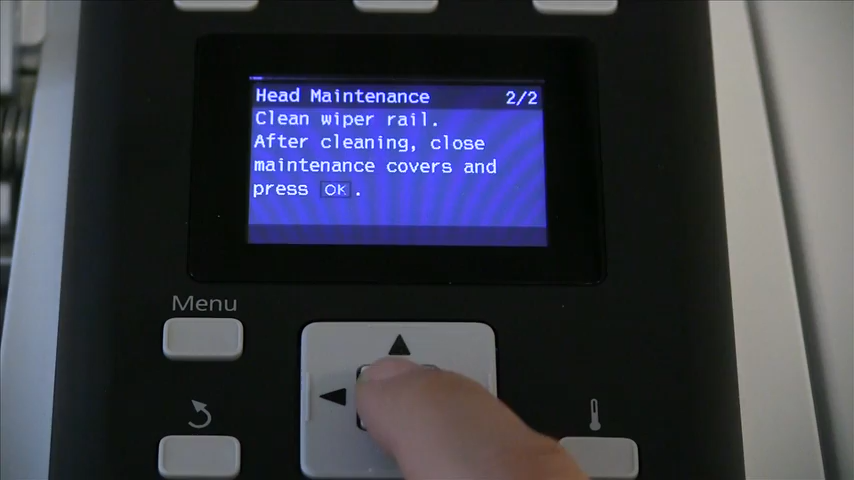 Head Maintenance 2/2
Clean wiper rail.
After cleaning, close
maintenance covers and
press OK.
Menu